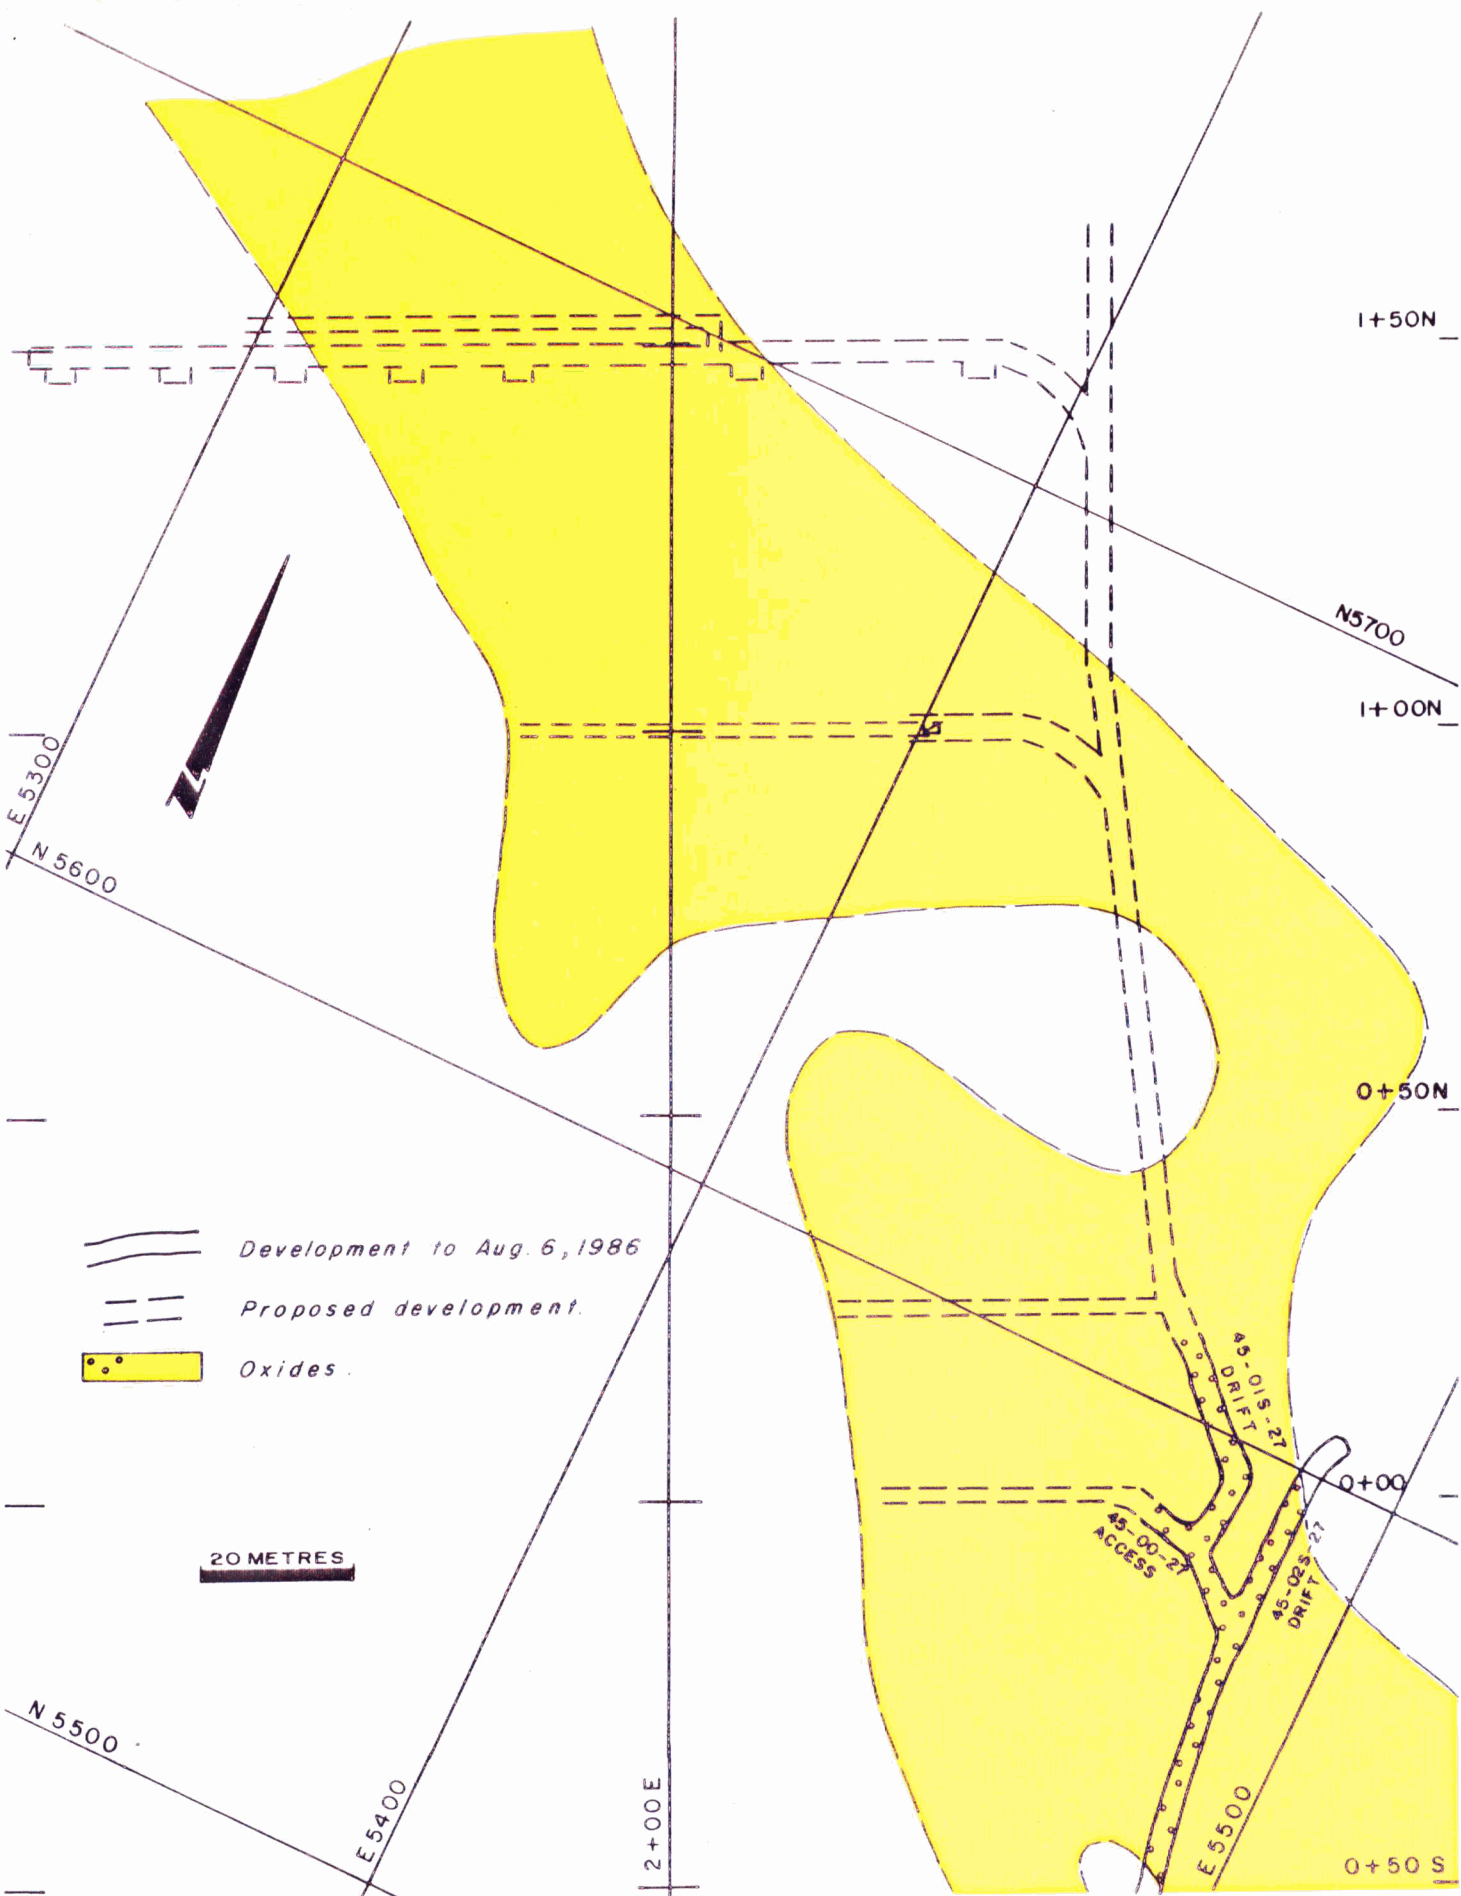 1+50N
N5700
1+00N
E 5300
N 5600
0+50N
Development to Aug. 6, 1986
Proposed development.
Oxides.
45-01S-27
DRIFT
0+00
45-00-27
ACCESS
45-02S-27
DRIFT
20 METRES
N 5500
E 5400
2+00E
E 5500
0+50 S
N